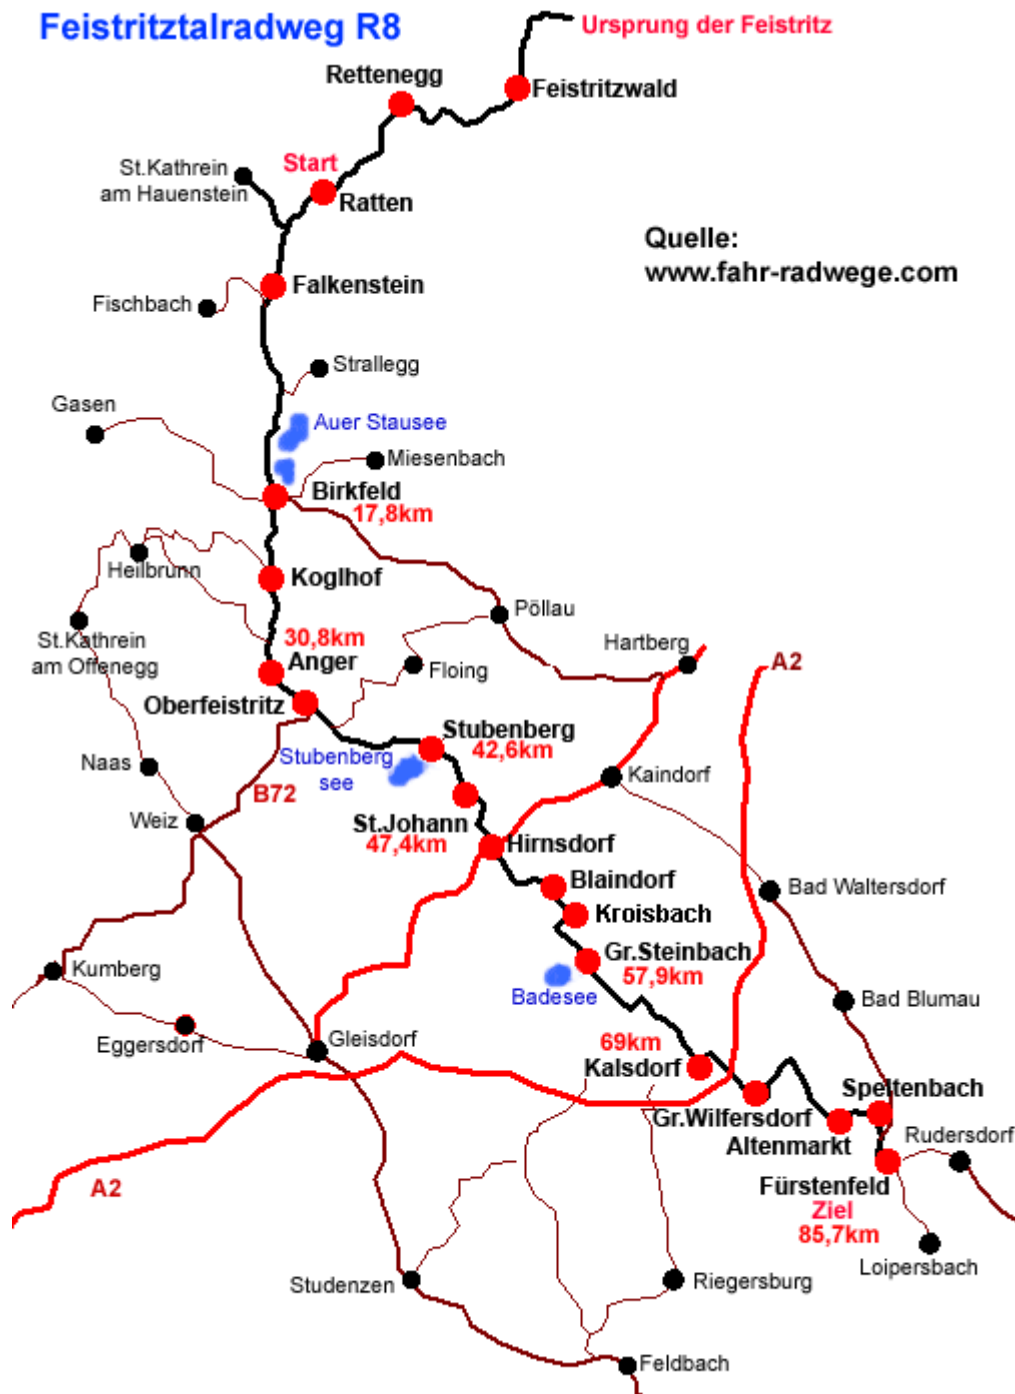 Feistritztalradweg R8
Ursprung der Feistritz
Rettenegg
Feistritzwald
Start
St.Kathrein
am Hauenstein
Ratten
Quelle:
www.fahr-radwege.com
Falkenstein
Fischbach
Strallegg
Gasen
Auer Stausee
Miesenbach
Birkfeld
17,8km
Heilbrunn
Koglhof
Pöllau
St.Kathrein
am Offenegg
30,8km
Anger
Floing
Hartberg
A2
Oberfeistritz
Stubenberg
42,6km
Stubenberg
see
Naas
B72
Kaindorf
Weiz
St.Johann
47,4km
Hirnsdorf
Blaindorf
Bad Waltersdorf
Kroisbach
Gr.Steinbach
57,9km
Kumberg
Badesee
Bad Blumau
Eggersdorf
Gleisdorf
69km
Kalsdorf
Speltenbach
Gr.Wilfersdorf
Altenmarkt
Rudersdorf
A2
Fürstenfeld
Ziel
85,7km
Loipersbach
Studenzen
Riegersburg
Feldbach